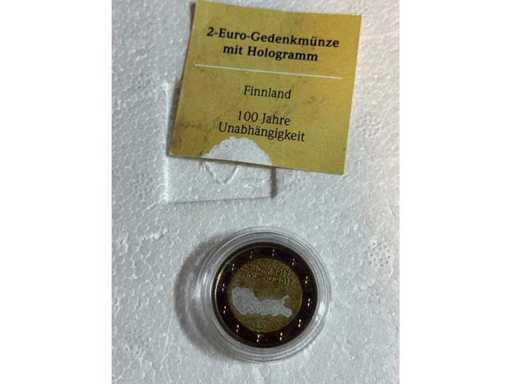 2-Euro-Gedenkmünze
mit Hologramm
Finnland
100 Jahre
Unabhängigkeit